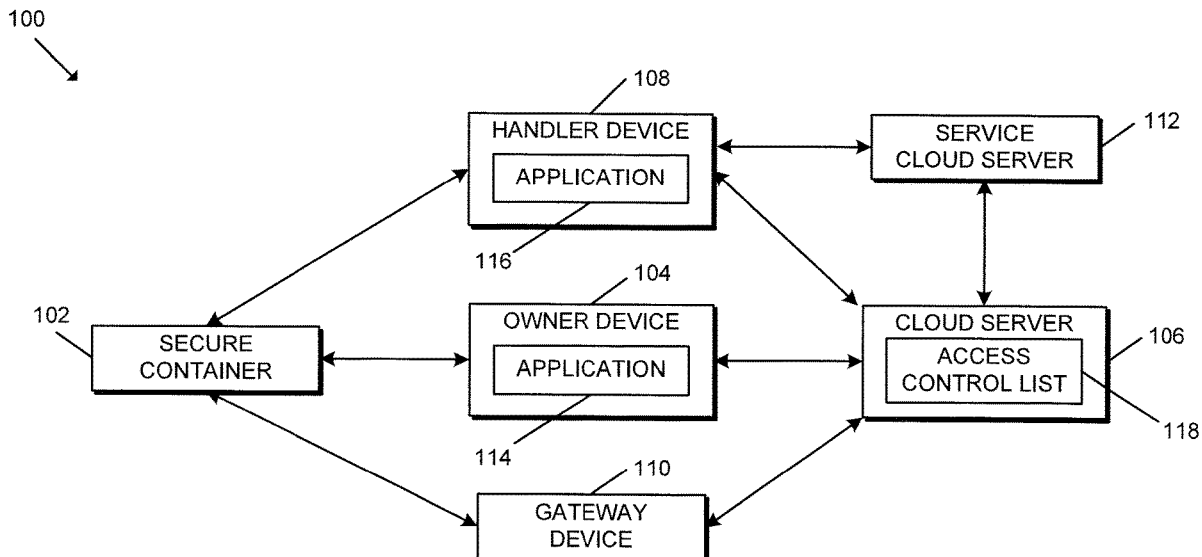 100
108
HANDLER DEVICE
APPLICATION
116
SERVICE
CLOUD SERVER
112
104
102
SECURE
CONTAINER
OWNER DEVICE
APPLICATION
114
CLOUD SERVER
ACCESS
CONTROL LIST
106
118
110
GATEWAY
DEVICE